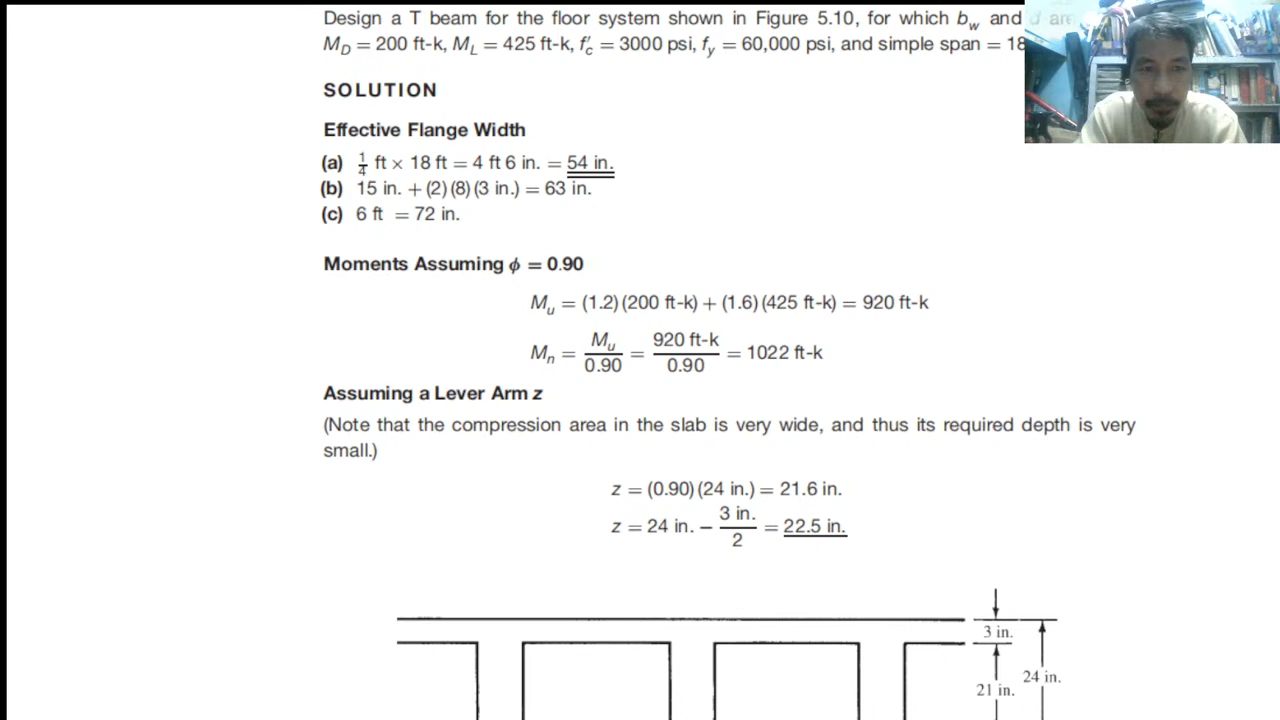 Design a T beam for the floor system shown in Figure 5.10, for which b_w and d are
M_D = 200 ft-k, M_L = 425 ft-k, f'_c = 3000 psi, f_y = 60,000 psi, and simple span = 18
SOLUTION
Effective Flange Width
(a) 1/4 ft × 18 ft = 4 ft 6 in. = 54 in.
(b) 15 in. + (2)(8)(3 in.) = 63 in.
(c) 6 ft = 72 in.
Moments Assuming ϕ = 0.90
M_u = (1.2)(200 ft-k) + (1.6)(425 ft-k) = 920 ft-k
M_n = M_u/0.90 = 920 ft-k/0.90 = 1022 ft-k
Assuming a Lever Arm z
(Note that the compression area in the slab is very wide, and thus its required depth is very
small.)
z = (0.90)(24 in.) = 21.6 in.
z = 24 in. − 3 in./2 = 22.5 in.
3 in.
24 in.
21 in.